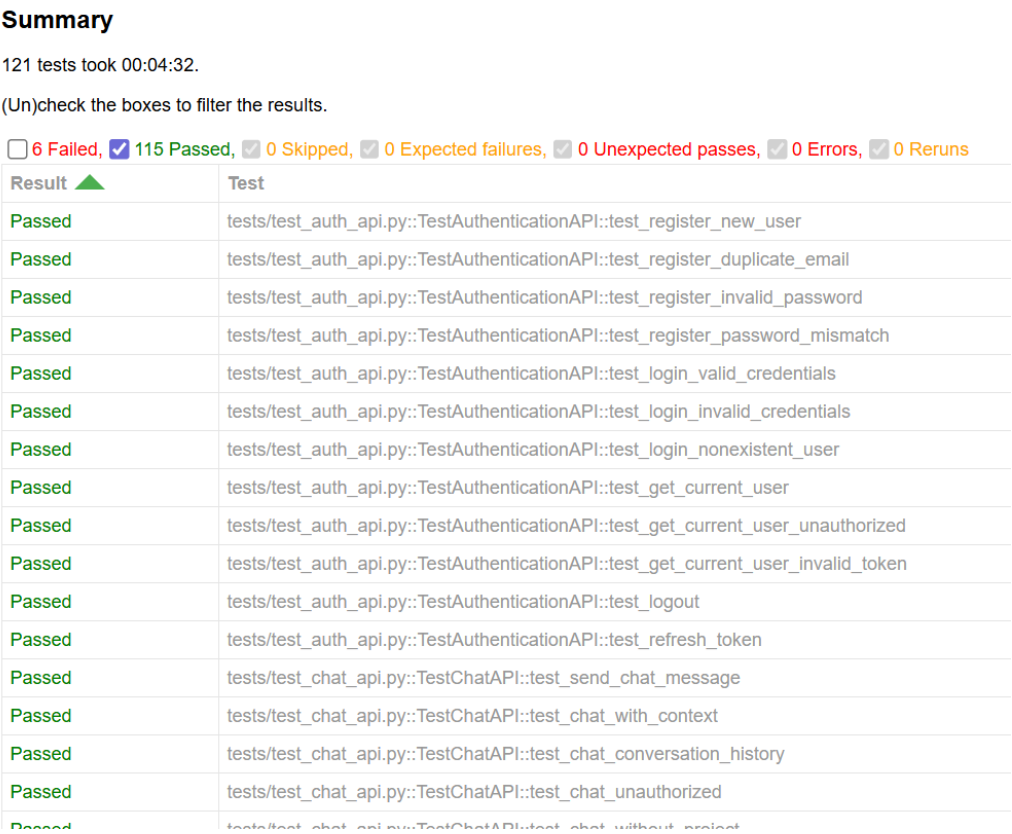 Summary
121 tests took 00:04:32.
(Un)check the boxes to filter the results.
6 Failed, 115 Passed, 0 Skipped, 0 Expected failures, 0 Unexpected passes, 0 Errors, 0 Reruns
Result Test
Passed tests/test_auth_api.py::TestAuthenticationAPI::test_register_new_user
Passed tests/test_auth_api.py::TestAuthenticationAPI::test_register_duplicate_email
Passed tests/test_auth_api.py::TestAuthenticationAPI::test_register_invalid_password
Passed tests/test_auth_api.py::TestAuthenticationAPI::test_register_password_mismatch
Passed tests/test_auth_api.py::TestAuthenticationAPI::test_login_valid_credentials
Passed tests/test_auth_api.py::TestAuthenticationAPI::test_login_invalid_credentials
Passed tests/test_auth_api.py::TestAuthenticationAPI::test_login_nonexistent_user
Passed tests/test_auth_api.py::TestAuthenticationAPI::test_get_current_user
Passed tests/test_auth_api.py::TestAuthenticationAPI::test_get_current_user_unauthorized
Passed tests/test_auth_api.py::TestAuthenticationAPI::test_get_current_user_invalid_token
Passed tests/test_auth_api.py::TestAuthenticationAPI::test_logout
Passed tests/test_auth_api.py::TestAuthenticationAPI::test_refresh_token
Passed tests/test_chat_api.py::TestChatAPI::test_send_chat_message
Passed tests/test_chat_api.py::TestChatAPI::test_chat_with_context
Passed tests/test_chat_api.py::TestChatAPI::test_chat_conversation_history
Passed tests/test_chat_api.py::TestChatAPI::test_chat_unauthorized
Passed tests/test_chat_api.py::TestChatAPI::test_chat_without_project